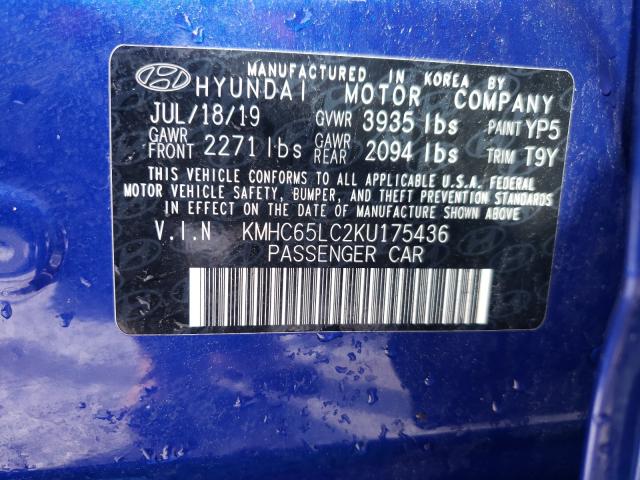 MANUFACTURED IN KOREA BY
HYUNDAI MOTOR COMPANY
JUL/18/19 GVWR 3935 lbs PAINT YP5
GAWR FRONT 2271 lbs GAWR REAR 2094 lbs TRIM T9Y
THIS VEHICLE CONFORMS TO ALL APPLICABLE U.S.A. FEDERAL
MOTOR VEHICLE SAFETY, BUMPER, AND THEFT PREVENTION STANDARDS
IN EFFECT ON THE DATE OF MANUFACTURE SHOWN ABOVE
V.I.N KMHC65LC2KU175436
PASSENGER CAR